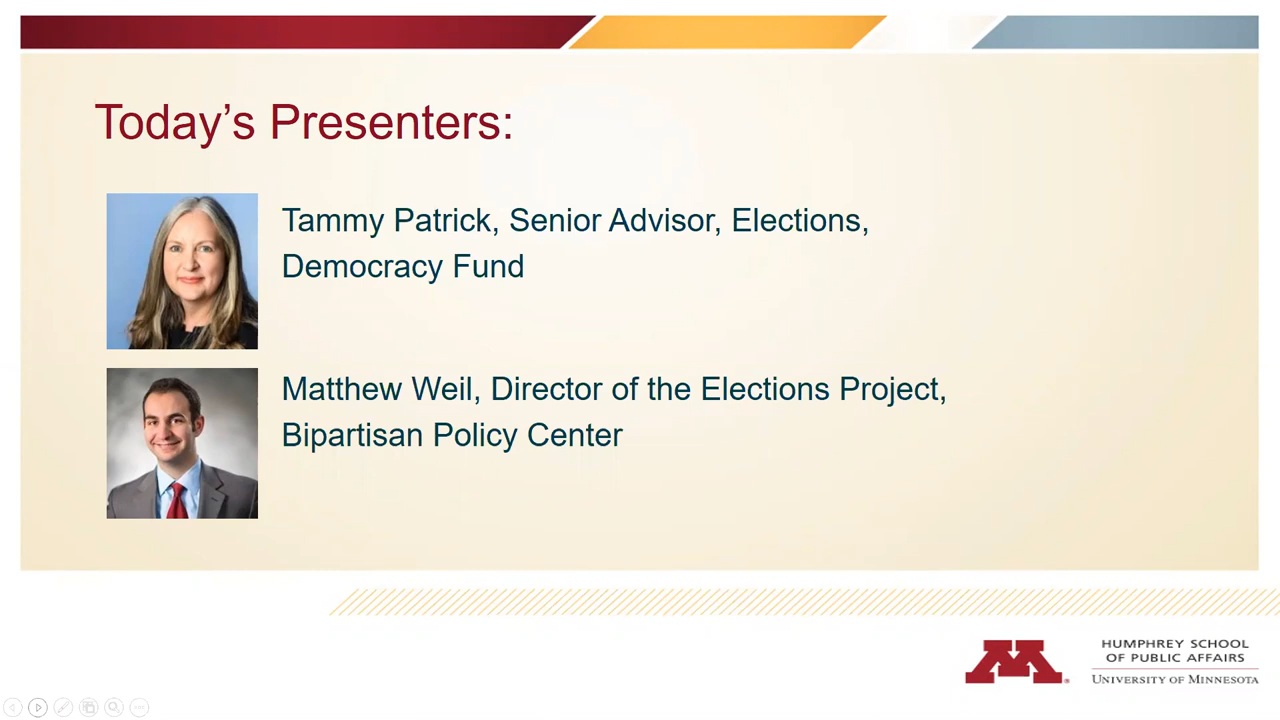 Today’s Presenters:
Tammy Patrick, Senior Advisor, Elections,
Democracy Fund
Matthew Weil, Director of the Elections Project,
Bipartisan Policy Center
M
HUMPHREY SCHOOL
OF PUBLIC AFFAIRS
UNIVERSITY OF MINNESOTA